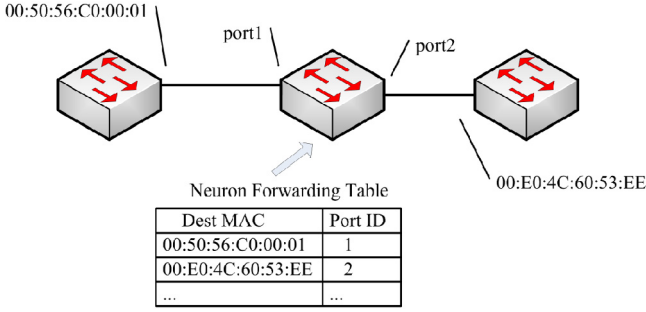 00:50:56:C0:00:01
port1
port2
00:E0:4C:60:53:EE
Neuron Forwarding Table
Dest MAC Port ID
00:50:56:C0:00:01 1
00:E0:4C:60:53:EE 2
... ...